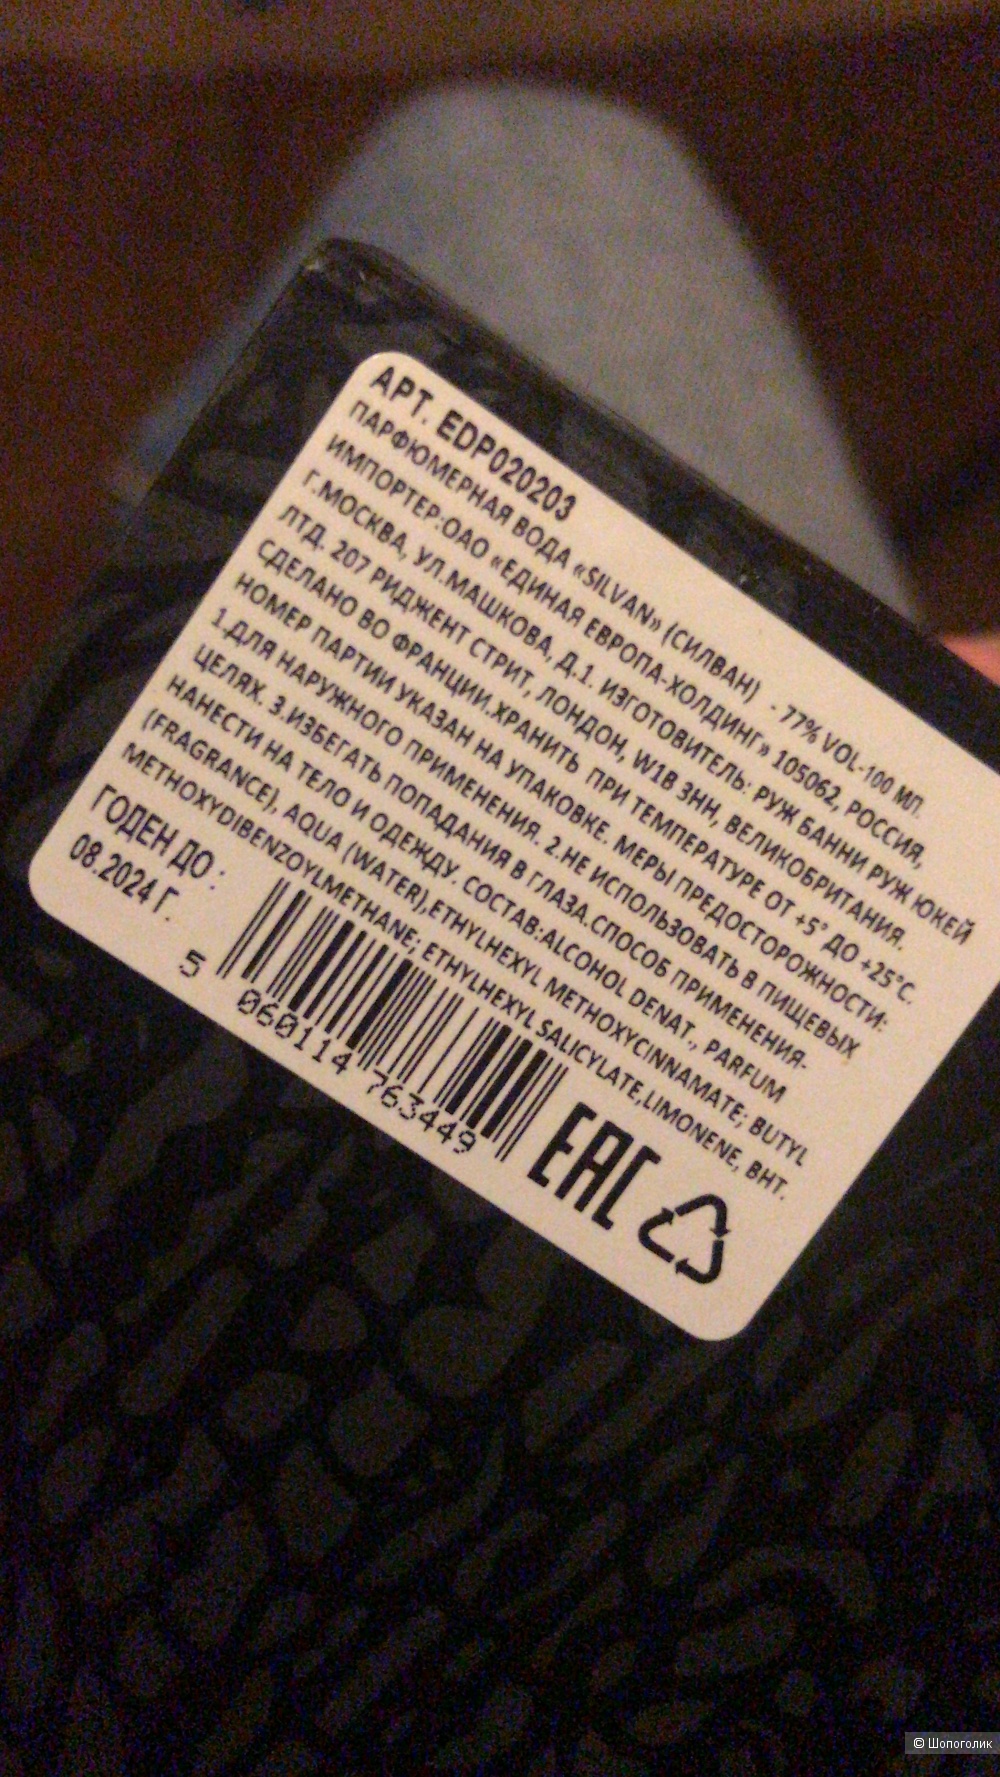 АРТ. EDP020203
ПАРФЮМЕРНАЯ ВОДА «SILVAN» (СИЛВАН) - 77% VOL-100 МЛ.
ИМПОРТЕР:ОАО «ЕДИНАЯ ЕВРОПА-ХОЛДИНГ» 105062, РОССИЯ,
Г.МОСКВА, УЛ.МАШКОВА, Д.1. ИЗГОТОВИТЕЛЬ: РУЖ БАННИ РУЖ ЮКЕЙ
ЛТД. 207 РИДЖЕНТ СТРИТ, ЛОНДОН, W1B 3HH, ВЕЛИКОБРИТАНИЯ.
СДЕЛАНО ВО ФРАНЦИИ.ХРАНИТЬ ПРИ ТЕМПЕРАТУРЕ ОТ +5° ДО +25°С.
НОМЕР ПАРТИИ УКАЗАН НА УПАКОВКЕ. МЕРЫ ПРЕДОСТОРОЖНОСТИ:
1.ДЛЯ НАРУЖНОГО ПРИМЕНЕНИЯ. 2.НЕ ИСПОЛЬЗОВАТЬ В ПИЩЕВЫХ
ЦЕЛЯХ. 3.ИЗБЕГАТЬ ПОПАДАНИЯ В ГЛАЗА.СПОСОБ ПРИМЕНЕНИЯ-
НАНЕСТИ НА ТЕЛО И ОДЕЖДУ. СОСТАВ:ALCOHOL DENAT., PARFUM
(FRAGRANCE), AQUA (WATER),ETHYLHEXYL METHOXYCINNAMATE; BUTYL
METHOXYDIBENZOYLMETHANE; ETHYLHEXYL SALICYLATE,LIMONENE, BHT.
ГОДЕН ДО :
08.2024 Г.
5 060114 763449
EAC
© Шопоголик